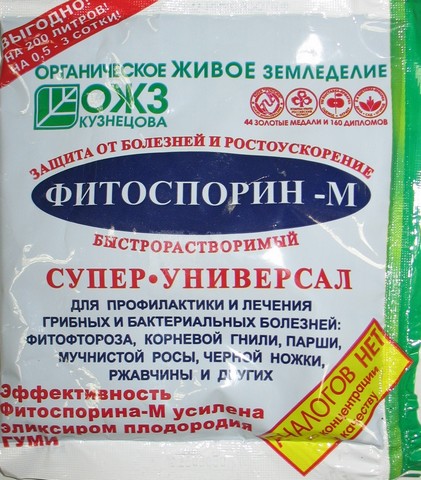 ВЫГОДНО!
НА 200 ЛИТРОВ!
НА 0,5 - 3 СОТКИ!
ОРГАНИЧЕСКОЕ ЖИВОЕ ЗЕМЛЕДЕЛИЕ
ОЖЗ
КУЗНЕЦОВА
44 ЗОЛОТЫЕ МЕДАЛИ И 160 ДИПЛОМОВ
ЗАЩИТА ОТ БОЛЕЗНЕЙ И РОСТОУСКОРЕНИЕ
ФИТОСПОРИН -М
БЫСТРОРАСТВОРИМЫЙ
СУПЕР•УНИВЕРСАЛ
ДЛЯ ПРОФИЛАКТИКИ И ЛЕЧЕНИЯ
ГРИБНЫХ И БАКТЕРИАЛЬНЫХ БОЛЕЗНЕЙ:
ФИТОФТОРОЗА, КОРНЕВОЙ ГНИЛИ, ПАРШИ,
МУЧНИСТОЙ РОСЫ, ЧЕРНОЙ НОЖКИ,
РЖАВЧИНЫ И ДРУГИХ
Эффективность
Фитоспорина-М усилена
эликсиром плодородия
ГУМИ
АНАЛОГОВ НЕТ
концентрации
качеству